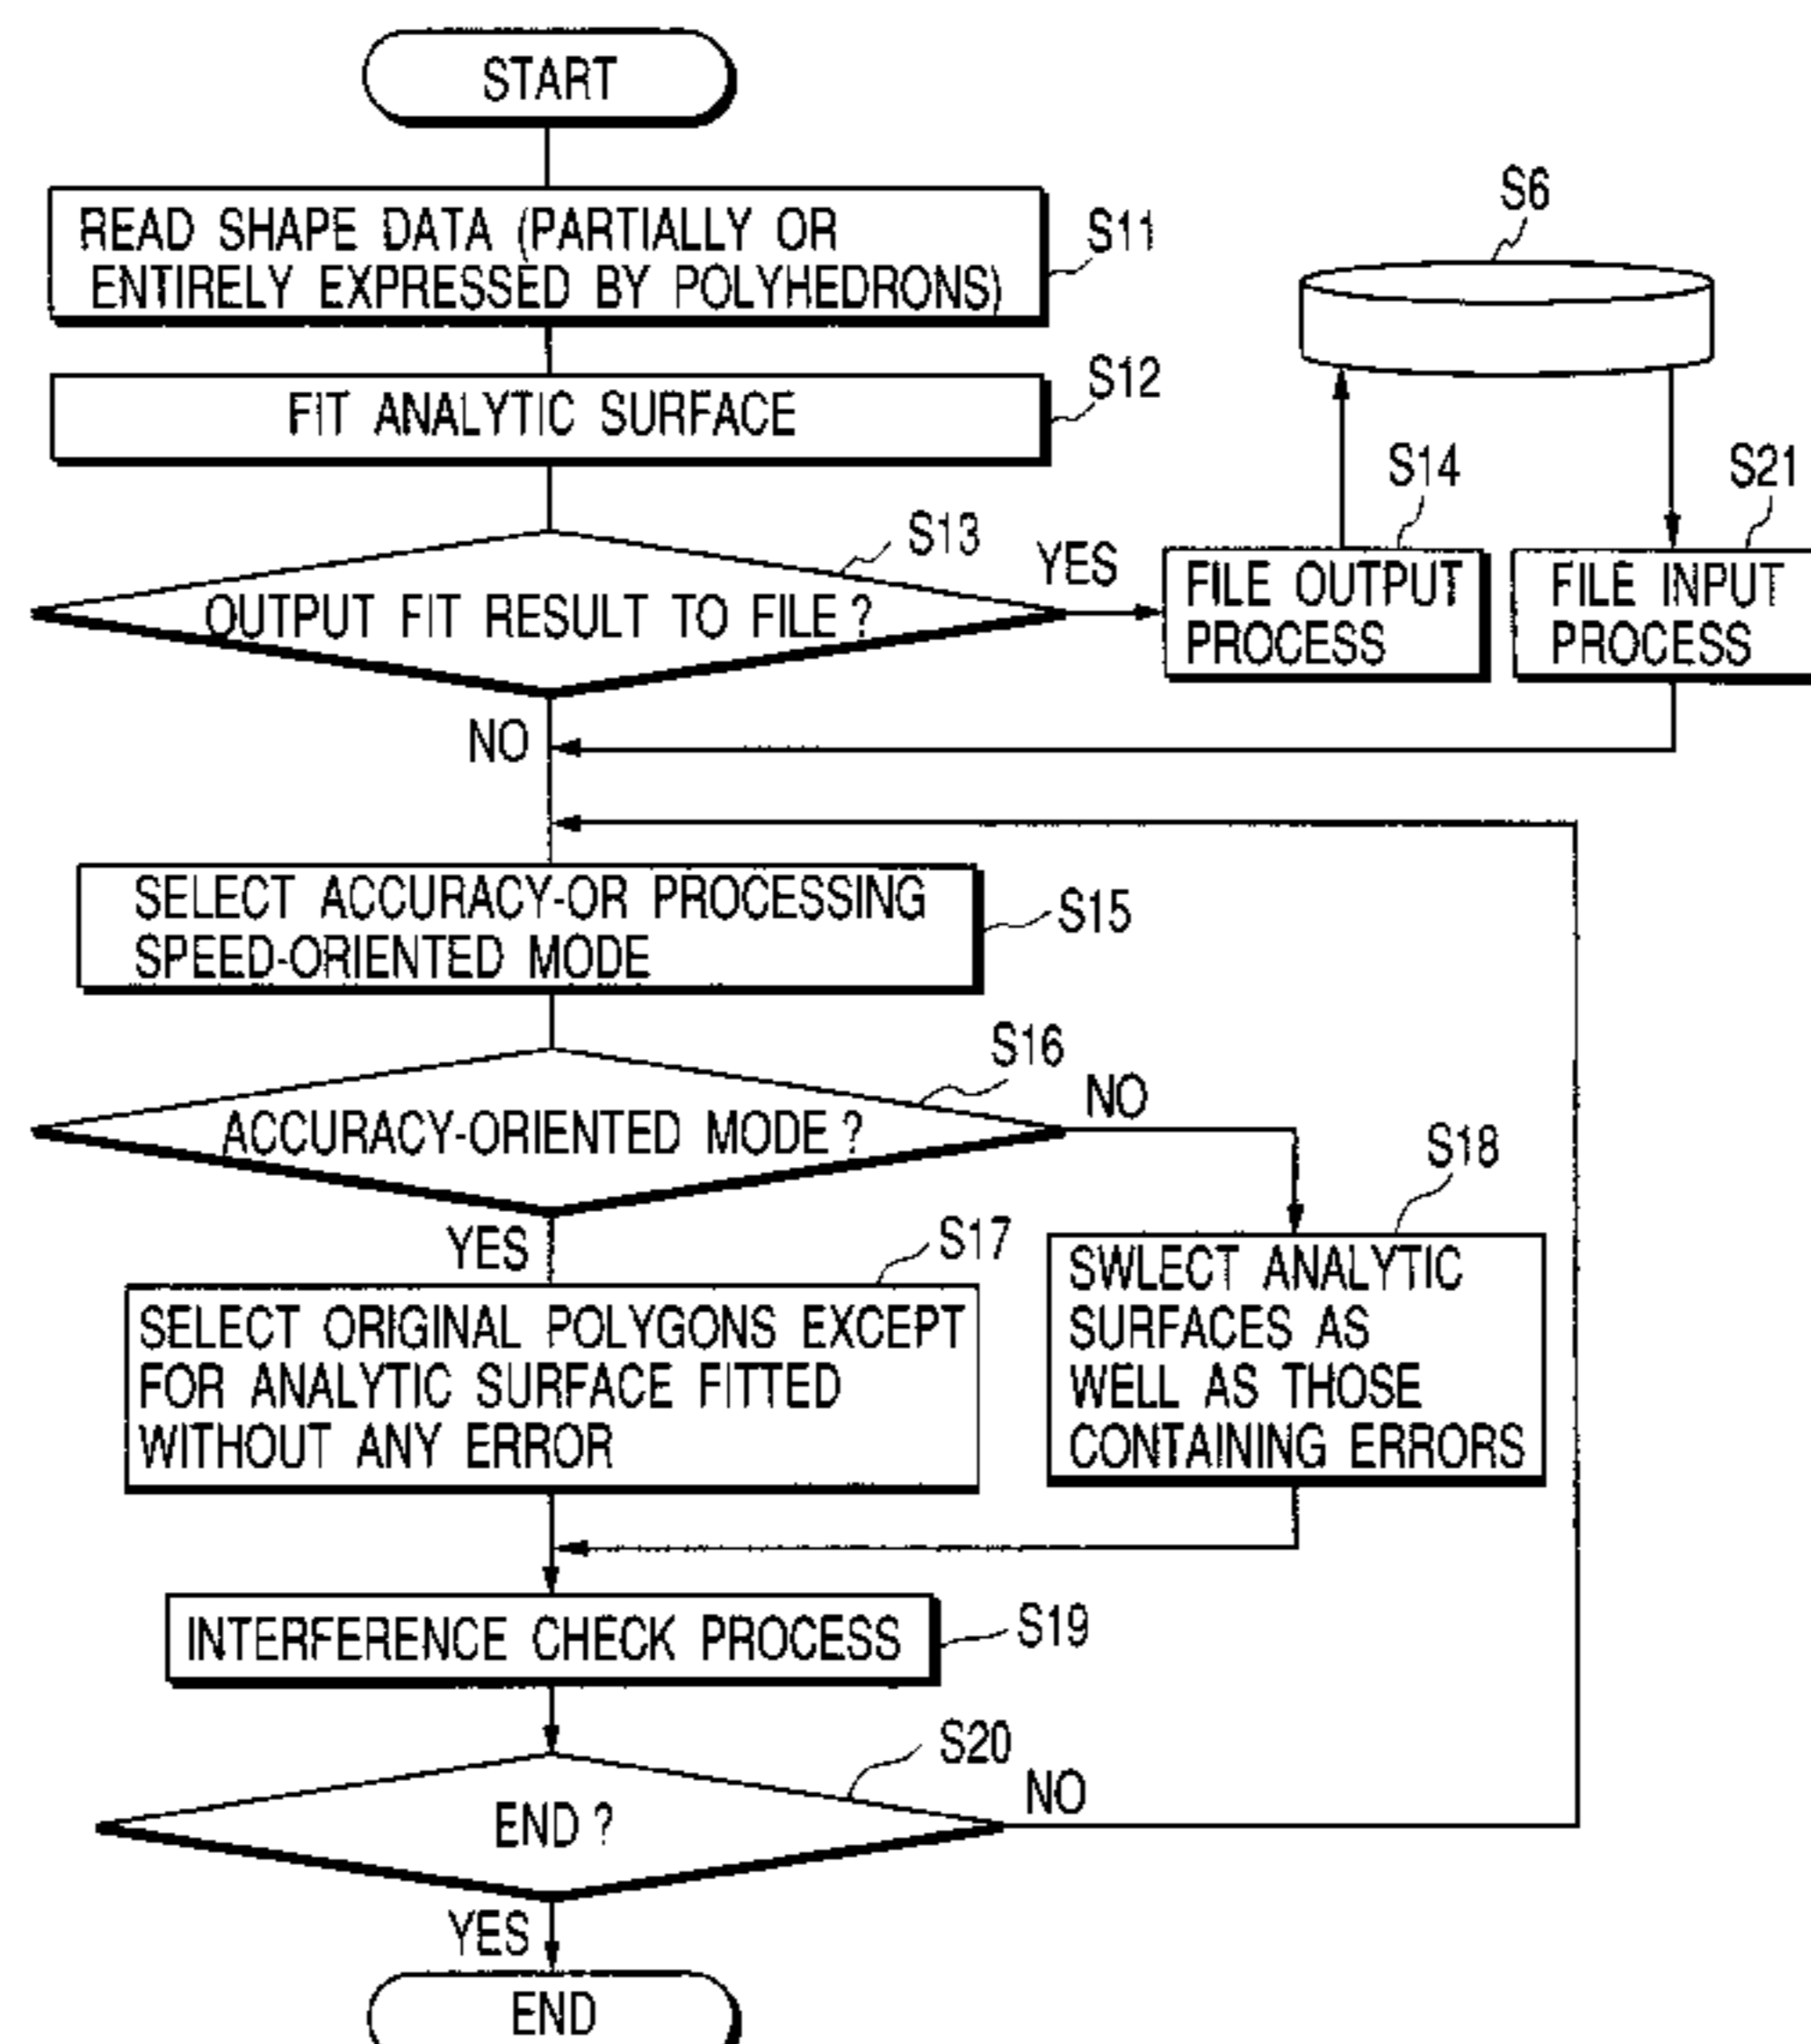 START
READ SHAPE DATA (PARTIALLY OR
ENTIRELY EXPRESSED BY POLYHEDRONS)
S11
FIT ANALYTIC SURFACE
S12
S6
OUTPUT FIT RESULT TO FILE ?
S13
YES
FILE OUTPUT
PROCESS
S14
FILE INPUT
PROCESS
S21
NO
SELECT ACCURACY-OR PROCESSING
SPEED-ORIENTED MODE
S15
ACCURACY-ORIENTED MODE ?
S16
NO
YES
SELECT ORIGINAL POLYGONS EXCEPT
FOR ANALYTIC SURFACE FITTED
WITHOUT ANY ERROR
S17
SWLECT ANALYTIC
SURFACES AS
WELL AS THOSE
CONTAINING ERRORS
S18
INTERFERENCE CHECK PROCESS
S19
END ?
S20
NO
YES
END